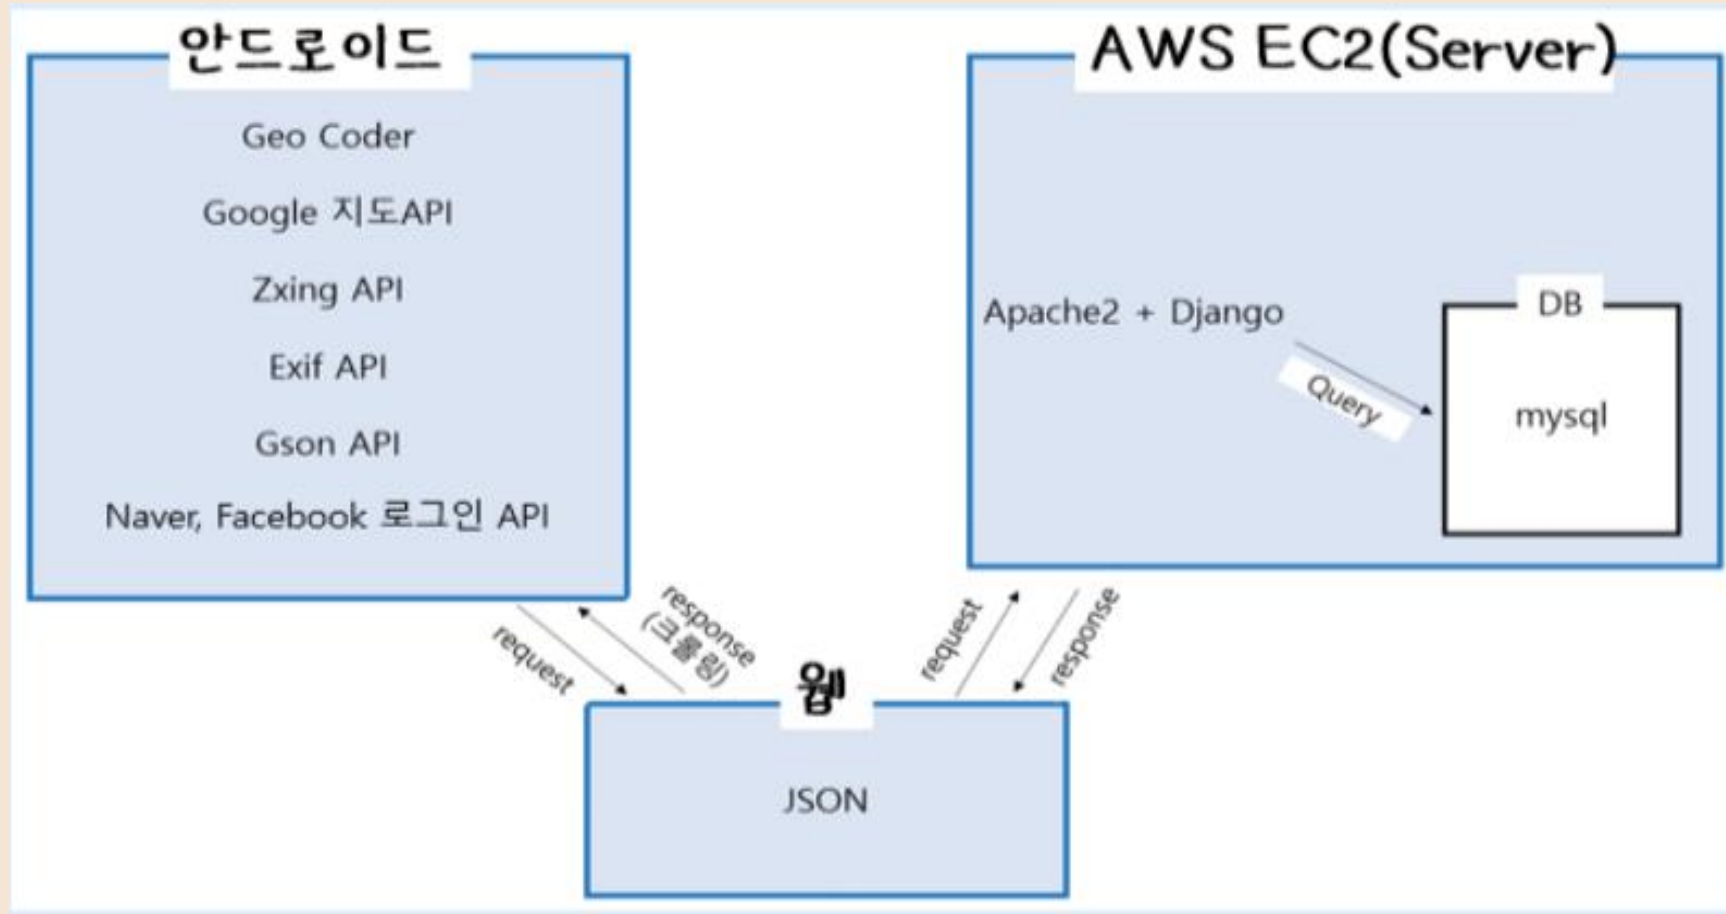 안드로이드
Geo Coder
Google 지도API
Zxing API
Exif API
Gson API
Naver, Facebook 로그인 API
AWS EC2(Server)
Apache2 + Django
Query
DB
mysql
request
response
(크롤링)
request
response
웹
JSON